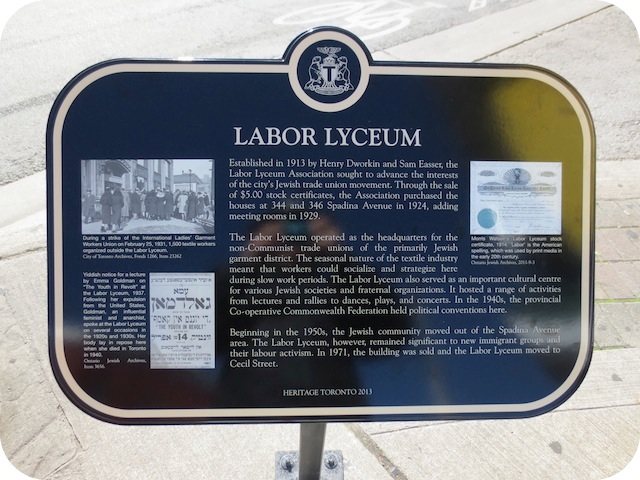 T
LABOR LYCEUM
Established in 1913 by Henry Dworkin and Sam Easser, the
Labor Lyceum Association sought to advance the interests
of the city's Jewish trade union movement. Through the sale
of $5.00 stock certificates, the Association purchased the
houses at 344 and 346 Spadina Avenue in 1924, adding
meeting rooms in 1929.
The Labor Lyceum operated as the headquarters for the
non-Communist trade unions of the primarily Jewish
garment district. The seasonal nature of the textile industry
meant that workers could socialize and strategize here
during slow work periods. The Labor Lyceum also served as an important cultural centre
for various Jewish societies and fraternal organizations. It hosted a range of activities
from lectures and rallies to dances, plays, and concerts. In the 1940s, the provincial
Co-operative Commonwealth Federation held political conventions here.
Beginning in the 1950s, the Jewish community moved out of the Spadina Avenue
area. The Labor Lyceum, however, remained significant to new immigrant groups and
their labour activism. In 1971, the building was sold and the Labor Lyceum moved to
Cecil Street.
HERITAGE TORONTO 2013
During a strike of the International Ladies' Garment
Workers Union on February 25, 1931, 1,500 textile workers
organized outside the Labor Lyceum.
City of Toronto Archives, Fonds 1266, Item 23262
Yiddish notice for a lecture
by Emma Goldman on
"The Youth in Revolt" at
the Labor Lyceum, 1937.
Following her expulsion
from the United States,
Goldman, an influential
feminist and anarchist,
spoke at the Labor Lyceum
on several occasions in
the 1920s and 1930s. Her
body lay in repose here
when she died in Toronto
in 1940.
Ontario Jewish Archives,
Item 3656.
עמא
גאלדמאן
"THE YOUTH IN REVOLT"
14
אפריל
Morris Watson's Labor Lyceum stock
certificate, 1924. "Labor" is the American
spelling, which was used by print media in
the early 20th century.
Ontario Jewish Archives,